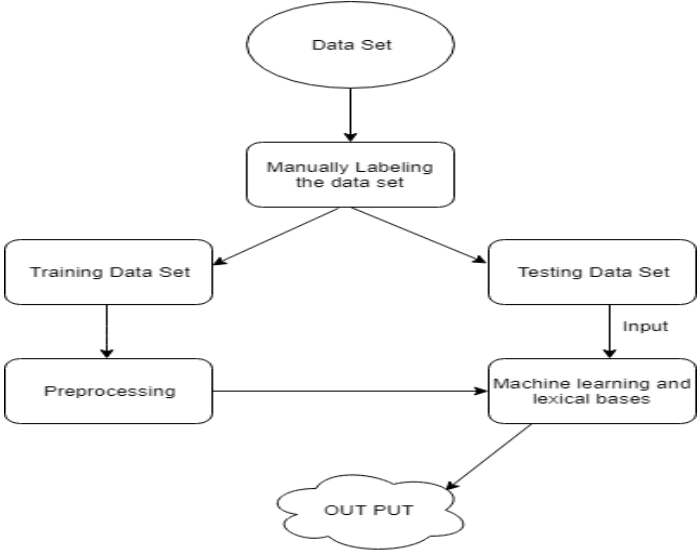 Data Set
Manually Labeling
the data set
Training Data Set
Testing Data Set
Input
Preprocessing
Machine learning and
lexical bases
OUT PUT